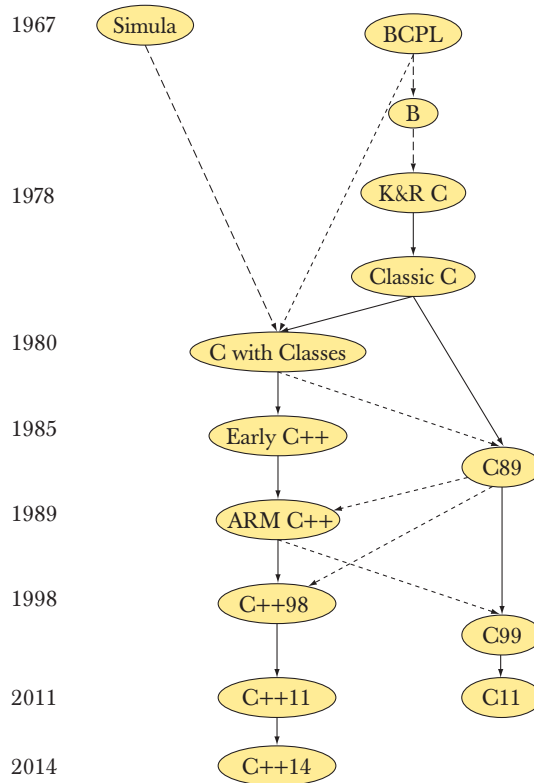 1967
Simula
BCPL
B
1978
K&R C
Classic C
1980
C with Classes
1985
Early C++
C89
1989
ARM C++
1998
C++98
C99
2011
C++11
C11
2014
C++14